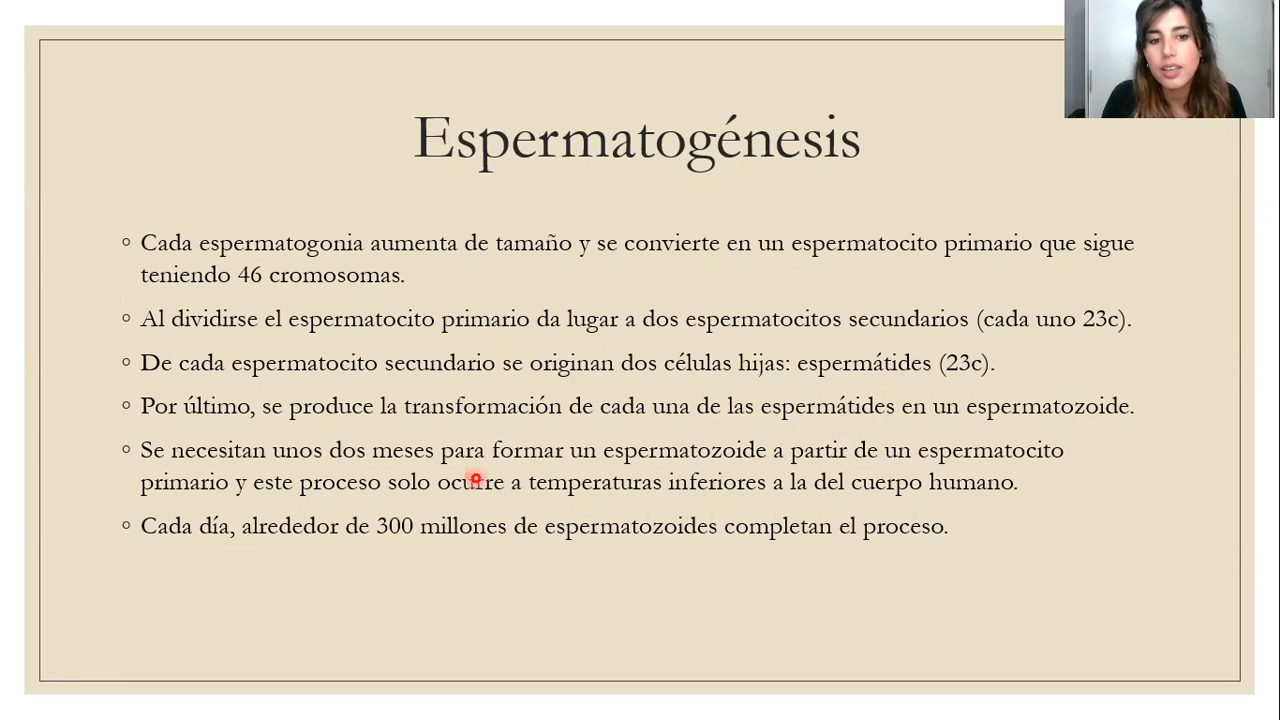 Espermatogénesis
◦ Cada espermatogonia aumenta de tamaño y se convierte en un espermatocito primario que sigue
teniendo 46 cromosomas.
◦ Al dividirse el espermatocito primario da lugar a dos espermatocitos secundarios (cada uno 23c).
◦ De cada espermatocito secundario se originan dos células hijas: espermátides (23c).
◦ Por último, se produce la transformación de cada una de las espermátides en un espermatozoide.
◦ Se necesitan unos dos meses para formar un espermatozoide a partir de un espermatocito
primario y este proceso solo ocurre a temperaturas inferiores a la del cuerpo humano.
◦ Cada día, alrededor de 300 millones de espermatozoides completan el proceso.